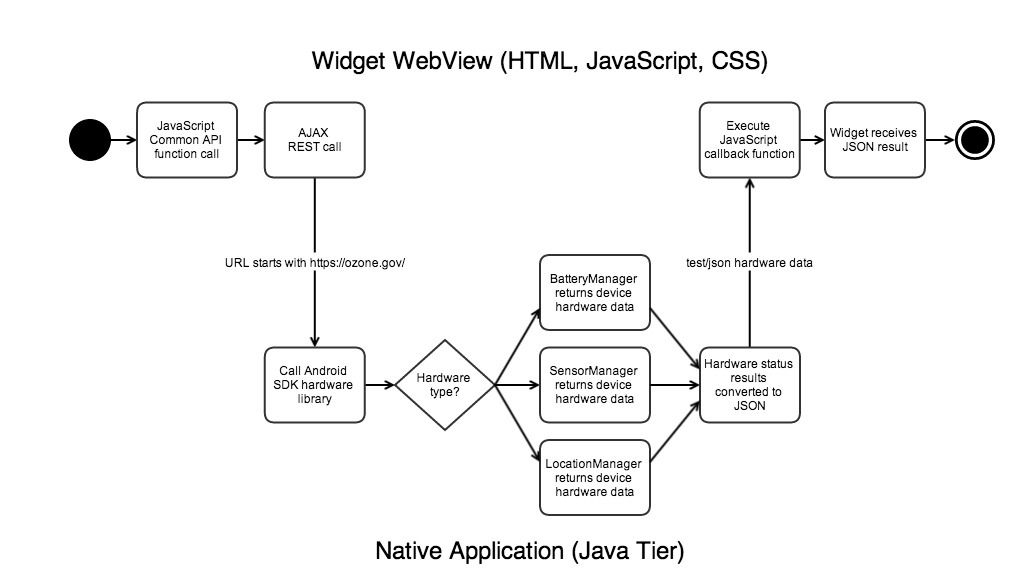 Widget WebView (HTML, JavaScript, CSS)
JavaScript
Common API
function call
AJAX
REST call
Execute
JavaScript
callback function
Widget receives
JSON result
URL starts with https://ozone.gov/
test/json hardware data
BatteryManager
returns device
hardware data
Call Android
SDK hardware
library
Hardware
type?
SensorManager
returns device
hardware data
Hardware status
results
converted to
JSON
LocationManager
returns device
hardware data
Native Application (Java Tier)